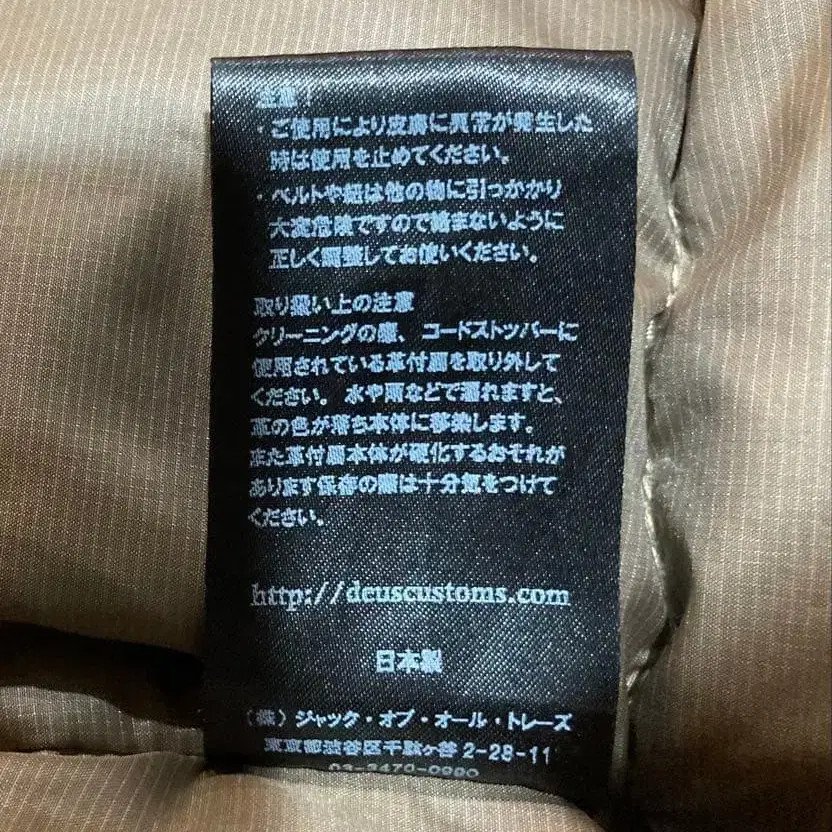 注意！
・ご使用により皮膚に異常が発生した
時は使用を止めてください。
・ベルトや紐は他の物に引っかかり
大変危険ですので絡まないように
正しく調整してお使いください。
取り扱い上の注意
クリーニングの際、コードストッパーに
使用されている革付属を取り外して
ください。水や雨などで濡れますと、
革の色が落ち本体に移染します。
また革付属本体が硬化するおそれが
あります保存の際は十分気をつけて
ください。
http://deuscustoms.com
日本製
(株)ジャック・オブ・オール・トレーズ
東京都渋谷区千駄ヶ谷2-28-11
03-3470-0990